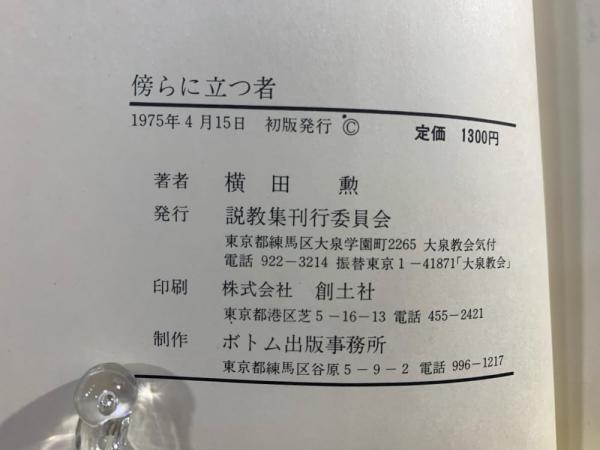 傍らに立つ者
1975年4月15日 初版発行 © 定価 1300円
著者 横田 勲
発行 説教集刊行委員会
東京都練馬区大泉学園町2265 大泉教会気付
電話 922-3214 振替東京1-41871「大泉教会」
印刷 株式会社 創土社
東京都港区芝5-16-13 電話 455-2421
制作 ボトム出版事務所
東京都練馬区谷原5-9-2 電話 996-1217